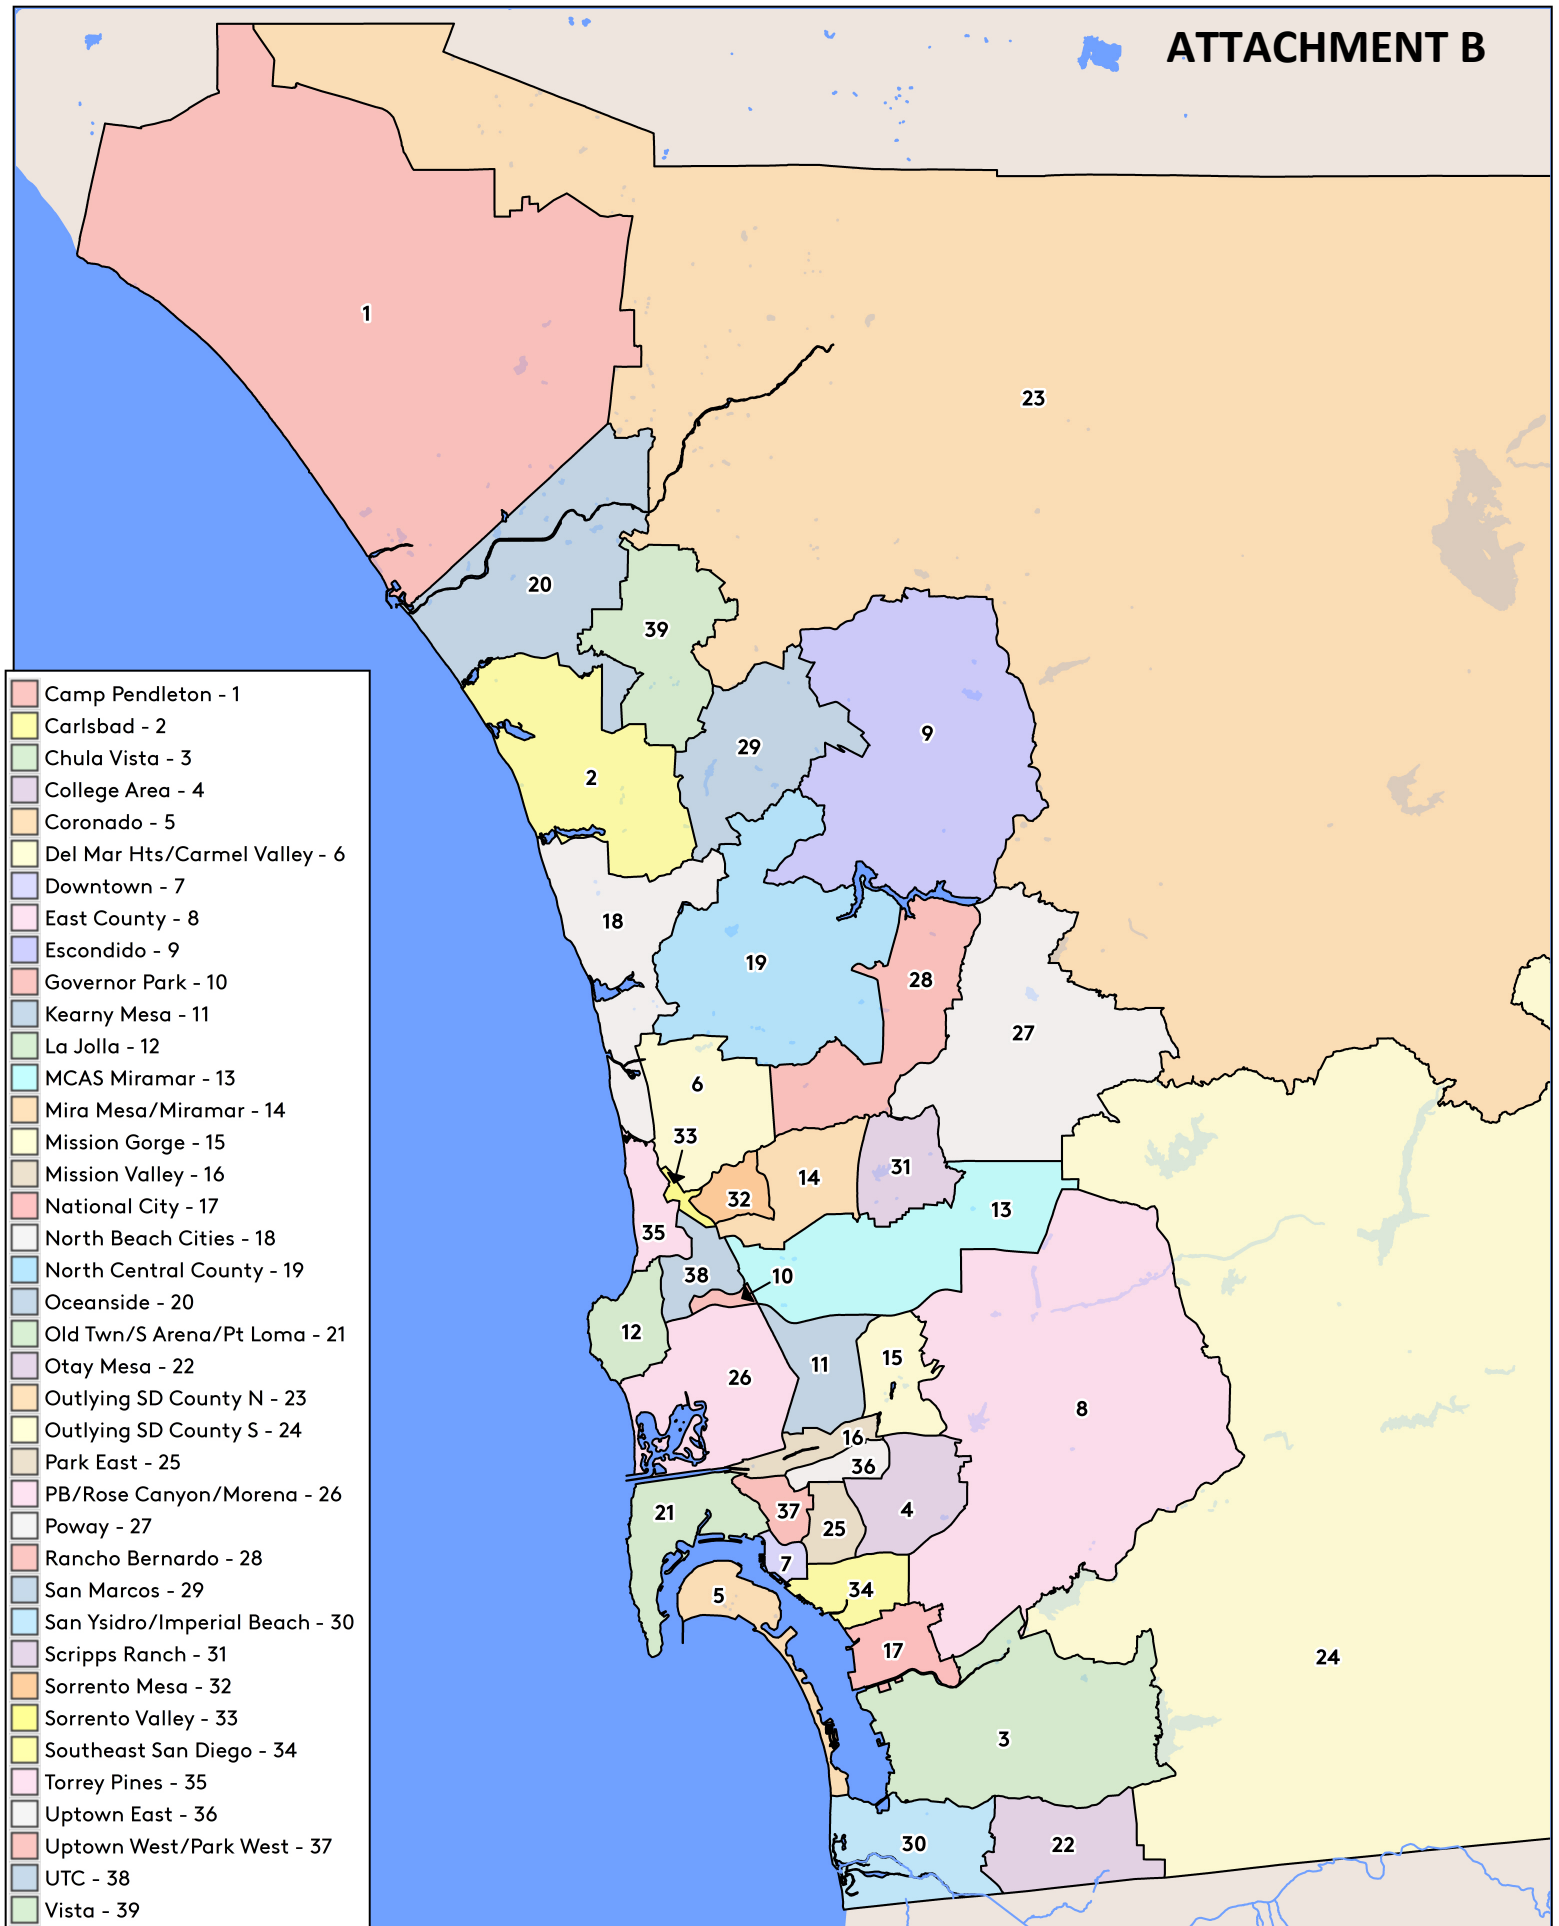 ATTACHMENT B
1
23
20
39
9
29
2
18
19
28
27
6
33
31
14
32
13
35
38
10
12
15
11
26
8
16
36
21
37
4
25
7
34
5
17
24
3
30
22
Camp Pendleton - 1
Carlsbad - 2
Chula Vista - 3
College Area - 4
Coronado - 5
Del Mar Hts/Carmel Valley - 6
Downtown - 7
East County - 8
Escondido - 9
Governor Park - 10
Kearny Mesa - 11
La Jolla - 12
MCAS Miramar - 13
Mira Mesa/Miramar - 14
Mission Gorge - 15
Mission Valley - 16
National City - 17
North Beach Cities - 18
North Central County - 19
Oceanside - 20
Old Twn/S Arena/Pt Loma - 21
Otay Mesa - 22
Outlying SD County N - 23
Outlying SD County S - 24
Park East - 25
PB/Rose Canyon/Morena - 26
Poway - 27
Rancho Bernardo - 28
San Marcos - 29
San Ysidro/Imperial Beach - 30
Scripps Ranch - 31
Sorrento Mesa - 32
Sorrento Valley - 33
Southeast San Diego - 34
Torrey Pines - 35
Uptown East - 36
Uptown West/Park West - 37
UTC - 38
Vista - 39